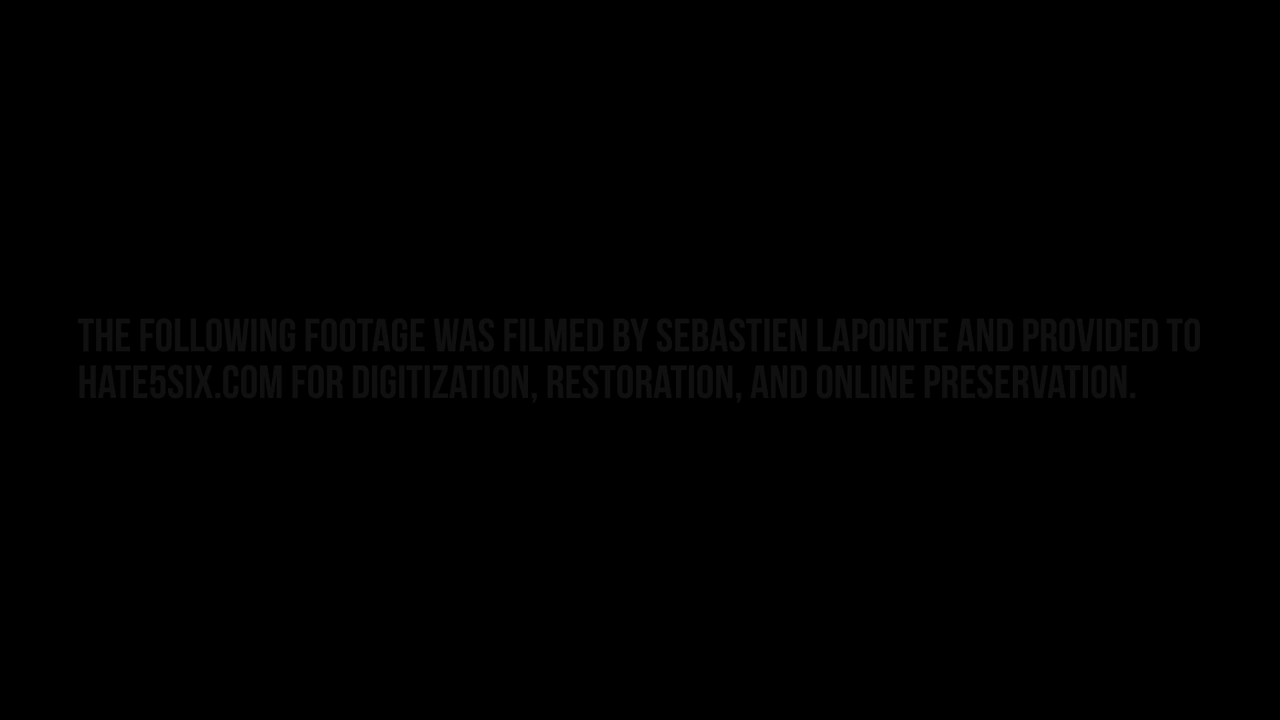 THE FOLLOWING FOOTAGE WAS FILMED BY SEBASTIEN LAPOINTE AND PROVIDED TO
HATE5SIX.COM FOR DIGITIZATION, RESTORATION, AND ONLINE PRESERVATION.